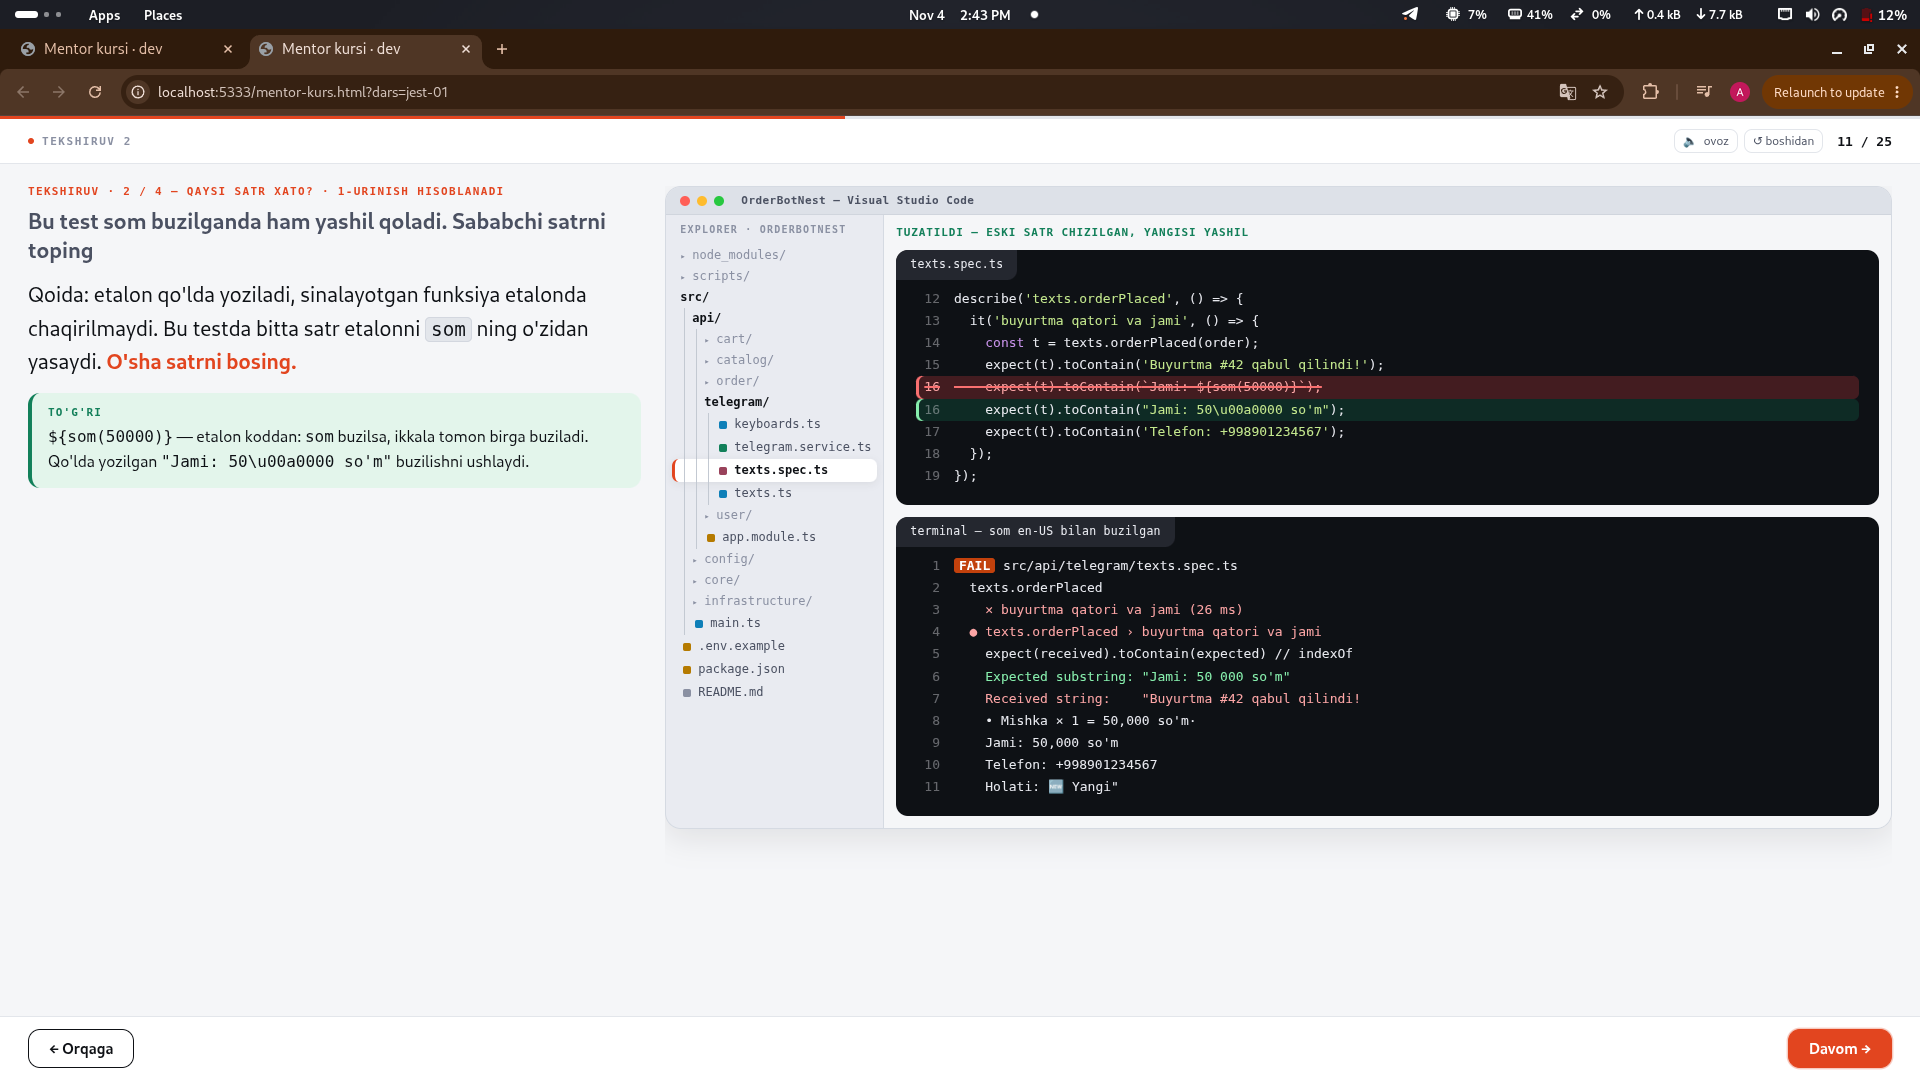 Apps Places Nov 4 2:43 PM 7% 41% 0% 0.4 kB 7.7 kB 12%
Mentor kursi · dev
Mentor kursi · dev
localhost:5333/mentor-kurs.html?dars=jest-01
A
Relaunch to update
TEKSHIRUV 2
ovoz
↺ boshidan
11 / 25
TEKSHIRUV · 2 / 4 — QAYSI SATR XATO? · 1-URINISH HISOBLANADI
Bu test som buzilganda ham yashil qoladi. Sababchi satrni
toping
Qoida: etalon qo'lda yoziladi, sinalayotgan funksiya etalonda
chaqirilmaydi. Bu testda bitta satr etalonni som ning o'zidan
yasaydi. O'sha satrni bosing.
TO'G'RI
${som(50000)} — etalon koddan: som buzilsa, ikkala tomon birga buziladi.
Qo'lda yozilgan "Jami: 50\u00a0000 so'm" buzilishni ushlaydi.
OrderBotNest — Visual Studio Code
EXPLORER · ORDERBOTNEST
▸ node_modules/
▸ scripts/
src/
api/
▸ cart/
▸ catalog/
▸ order/
telegram/
keyboards.ts
telegram.service.ts
texts.spec.ts
texts.ts
▸ user/
app.module.ts
▸ config/
▸ core/
▸ infrastructure/
main.ts
.env.example
package.json
README.md
TUZATILDI — ESKI SATR CHIZILGAN, YANGISI YASHIL
texts.spec.ts
12 describe('texts.orderPlaced', () => {
13 it('buyurtma qatori va jami', () => {
14 const t = texts.orderPlaced(order);
15 expect(t).toContain('Buyurtma #42 qabul qilindi!');
16 expect(t).toContain(`Jami: ${som(50000)}`);
16 expect(t).toContain("Jami: 50\u00a0000 so'm");
17 expect(t).toContain('Telefon: +998901234567');
18 });
19 });
terminal — som en-US bilan buzilgan
1 FAIL src/api/telegram/texts.spec.ts
2 texts.orderPlaced
3 × buyurtma qatori va jami (26 ms)
4 ● texts.orderPlaced › buyurtma qatori va jami
5 expect(received).toContain(expected) // indexOf
6 Expected substring: "Jami: 50 000 so'm"
7 Received string: "Buyurtma #42 qabul qilindi!
8 • Mishka × 1 = 50,000 so'm·
9 Jami: 50,000 so'm
10 Telefon: +998901234567
11 Holati: 🆕 Yangi"
← Orqaga
Davom →